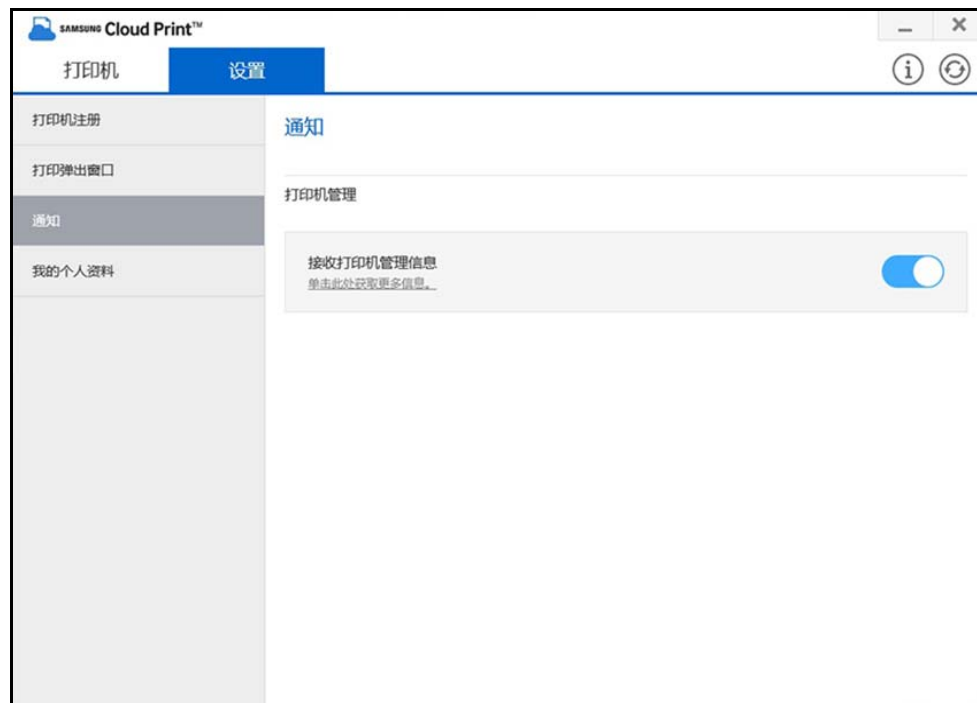 SAMSUNG Cloud Print™
打印机
设置
打印机注册
打印弹出窗口
通知
我的个人资料
通知
打印机管理
接收打印机管理信息
单击此处获取更多信息。